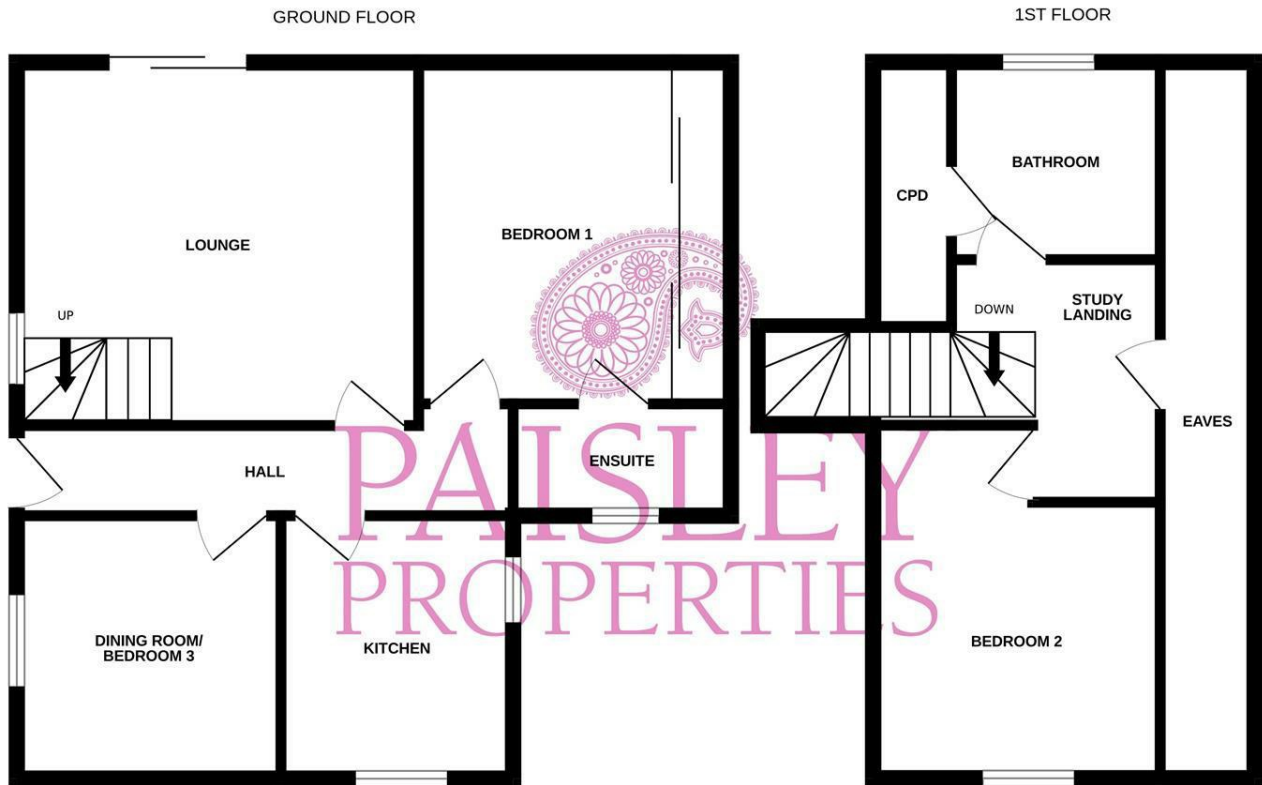 GROUND FLOOR
1ST FLOOR
LOUNGE
UP
BEDROOM 1
ENSUITE
HALL
DINING ROOM/
BEDROOM 3
KITCHEN
BATHROOM
CPD
STUDY
LANDING
DOWN
EAVES
BEDROOM 2
PAISLEY
PROPERTIES